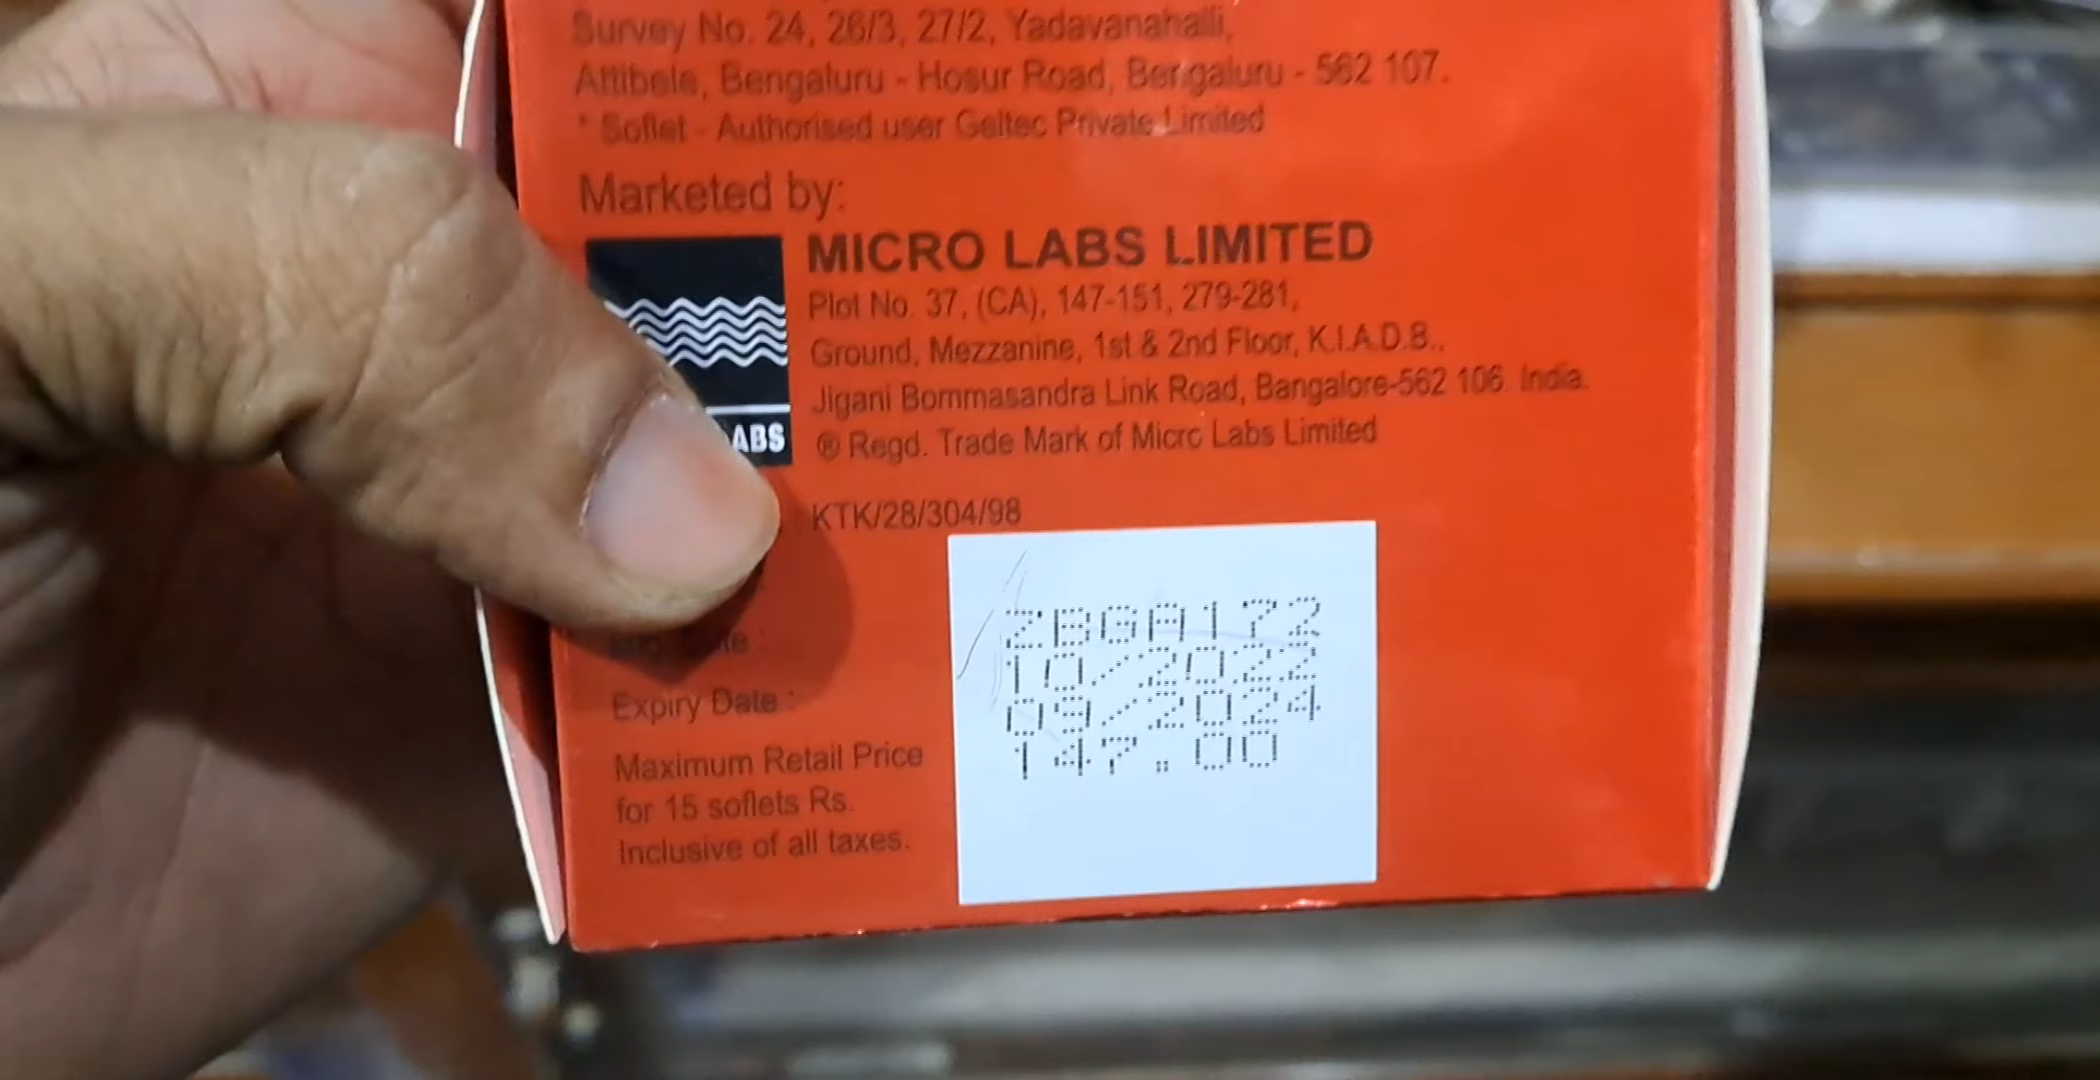 Survey No. 24, 26/3, 27/2, Yadavanahalli,
Attibele, Bengaluru - Hosur Road, Bengaluru - 562 107.
* Soflet - Authorised user Geltec Private Limited
Marketed by:
MICRO LABS LIMITED
Plot No. 37, (CA), 147-151, 279-281,
Ground, Mezzanine, 1st & 2nd Floor, K.I.A.D.B.,
Jigani Bommasandra Link Road, Bangalore-562 106. India.
ABS
® Regd. Trade Mark of Micro Labs Limited
KTK/28/304/98
ZBGA172
10/2022
Expiry Date : 09/2024
Maximum Retail Price 147.00
for 15 soflets Rs.
Inclusive of all taxes.